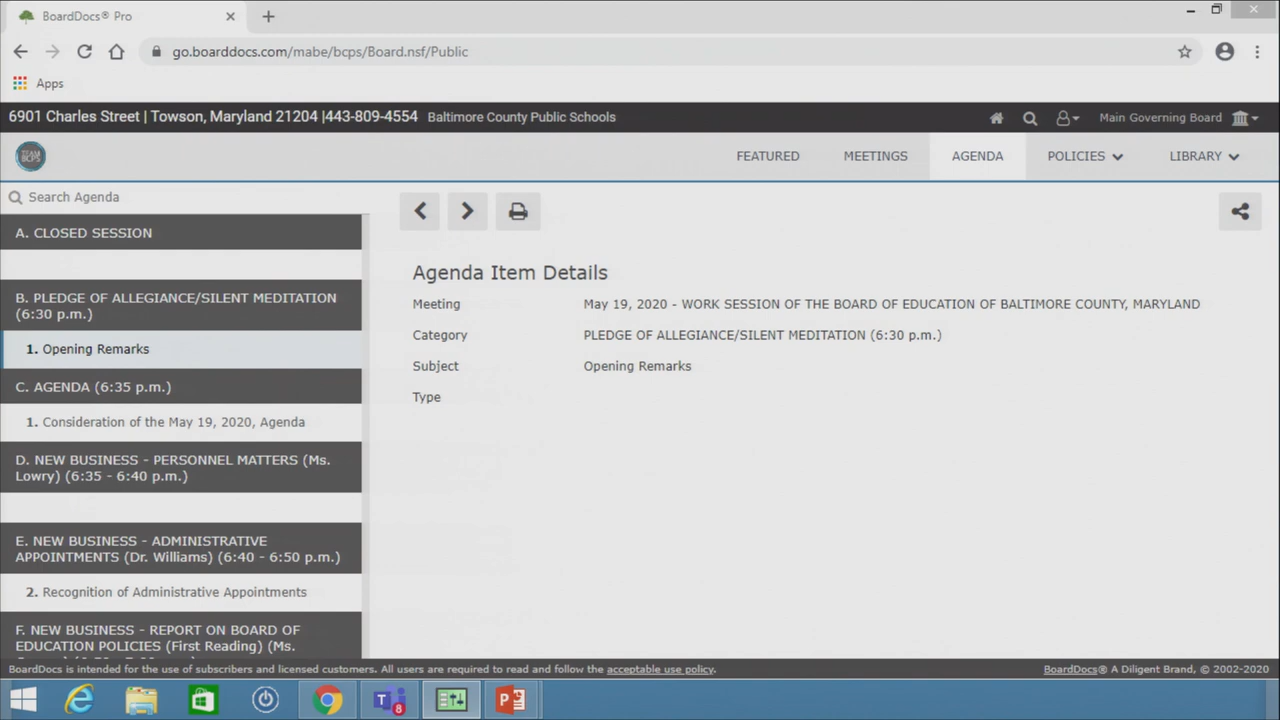 BoardDocs® Pro
go.boarddocs.com/mabe/bcps/Board.nsf/Public
Apps
6901 Charles Street | Towson, Maryland 21204 |443-809-4554 Baltimore County Public Schools
Main Governing Board
TEAM
BCPS
FEATURED MEETINGS AGENDA POLICIES LIBRARY
Search Agenda
A. CLOSED SESSION
B. PLEDGE OF ALLEGIANCE/SILENT MEDITATION
(6:30 p.m.)
1. Opening Remarks
C. AGENDA (6:35 p.m.)
1. Consideration of the May 19, 2020, Agenda
D. NEW BUSINESS - PERSONNEL MATTERS (Ms.
Lowry) (6:35 - 6:40 p.m.)
E. NEW BUSINESS - ADMINISTRATIVE
APPOINTMENTS (Dr. Williams) (6:40 - 6:50 p.m.)
2. Recognition of Administrative Appointments
F. NEW BUSINESS - REPORT ON BOARD OF
EDUCATION POLICIES (First Reading) (Ms.
Agenda Item Details
Meeting May 19, 2020 - WORK SESSION OF THE BOARD OF EDUCATION OF BALTIMORE COUNTY, MARYLAND
Category PLEDGE OF ALLEGIANCE/SILENT MEDITATION (6:30 p.m.)
Subject Opening Remarks
Type
BoardDocs is intended for the use of subscribers and licensed customers. All users are required to read and follow the acceptable use policy.
BoardDocs® A Diligent Brand, © 2002-2020
8